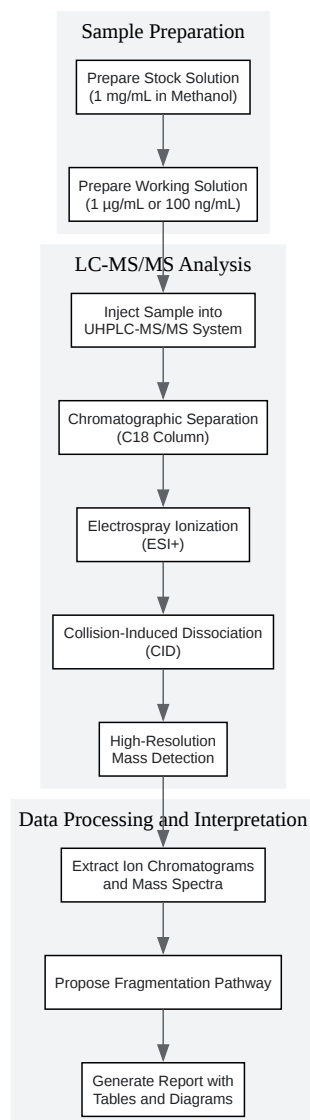 Sample Preparation
Prepare Stock Solution
(1 mg/mL in Methanol)
Prepare Working Solution
(1 µg/mL or 100 ng/mL)
LC-MS/MS Analysis
Inject Sample into
UHPLC-MS/MS System
Chromatographic Separation
(C18 Column)
Electrospray Ionization
(ESI+)
Collision-Induced Dissociation
(CID)
High-Resolution
Mass Detection
Data Processing and Interpretation
Extract Ion Chromatograms
and Mass Spectra
Propose Fragmentation Pathway
Generate Report with
Tables and Diagrams